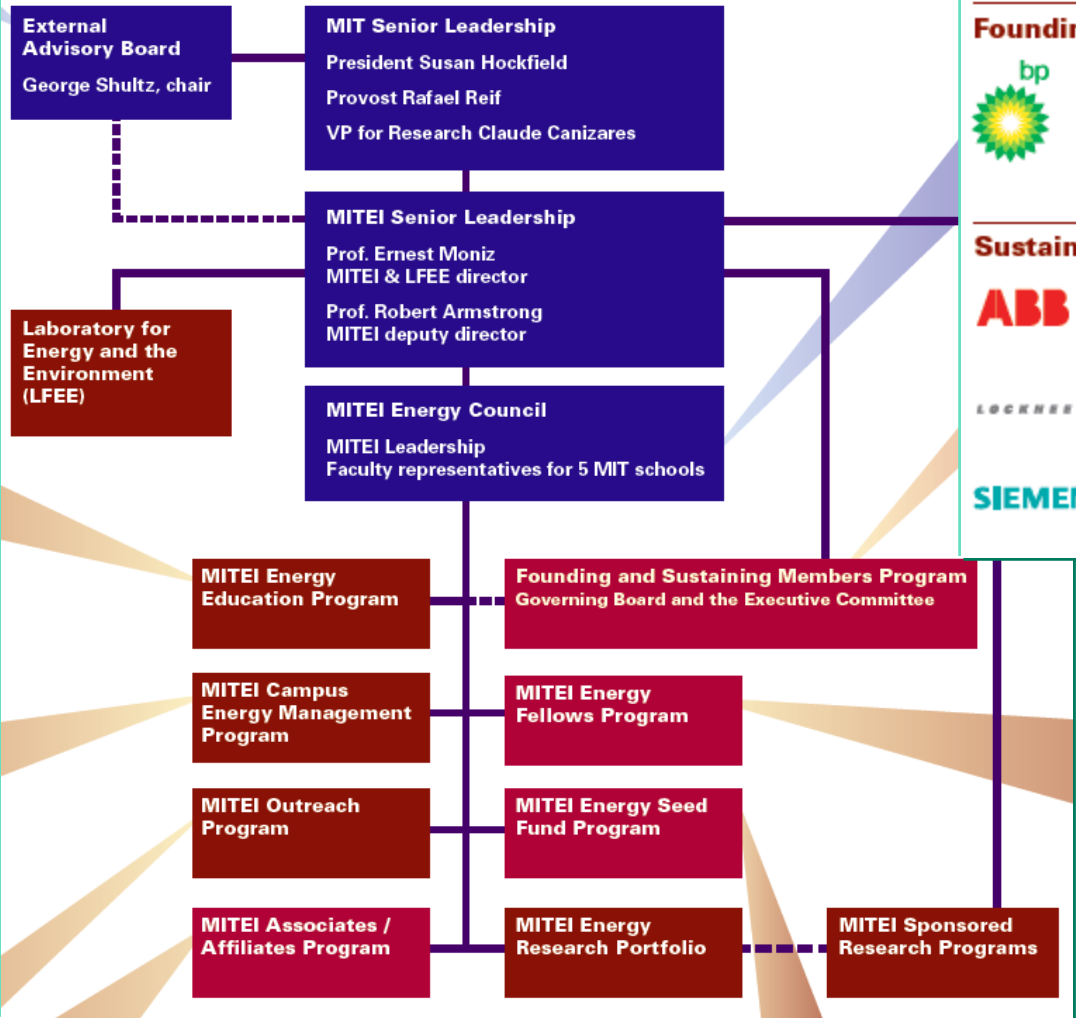 External
Advisory Board
George Shultz, chair
MIT Senior Leadership
President Susan Hockfield
Provost Rafael Reif
VP for Research Claude Canizares
MITEI Senior Leadership
Prof. Ernest Moniz
MITEI & LFEE director
Prof. Robert Armstrong
MITEI deputy director
Laboratory for
Energy and the
Environment
(LFEE)
MITEI Energy Council
MITEI Leadership
Faculty representatives for 5 MIT schools
MITEI Energy
Education Program
Founding and Sustaining Members Program
Governing Board and the Executive Committee
MITEI Campus
Energy Management
Program
MITEI Energy
Fellows Program
MITEI Outreach
Program
MITEI Energy Seed
Fund Program
MITEI Associates /
Affiliates Program
MITEI Energy
Research Portfolio
MITEI Sponsored
Research Programs
bp
ABB